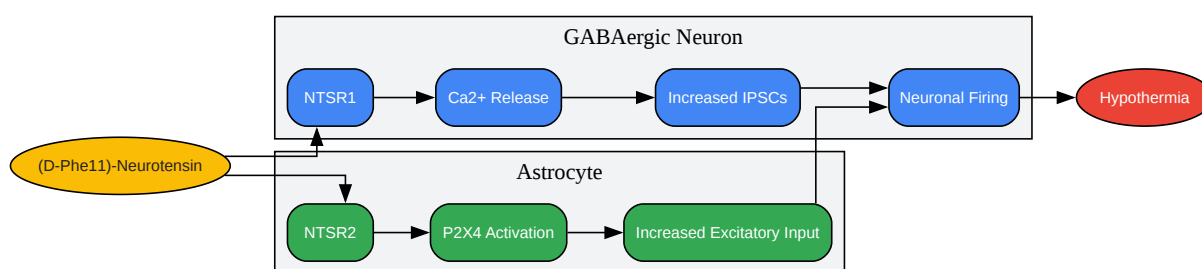 GABAergic Neuron
NTSR1
Ca2+ Release
Increased IPSCs
Neuronal Firing
Hypothermia
(D-Phe11)-Neurotensin
Astrocyte
NTSR2
P2X4 Activation
Increased Excitatory Input